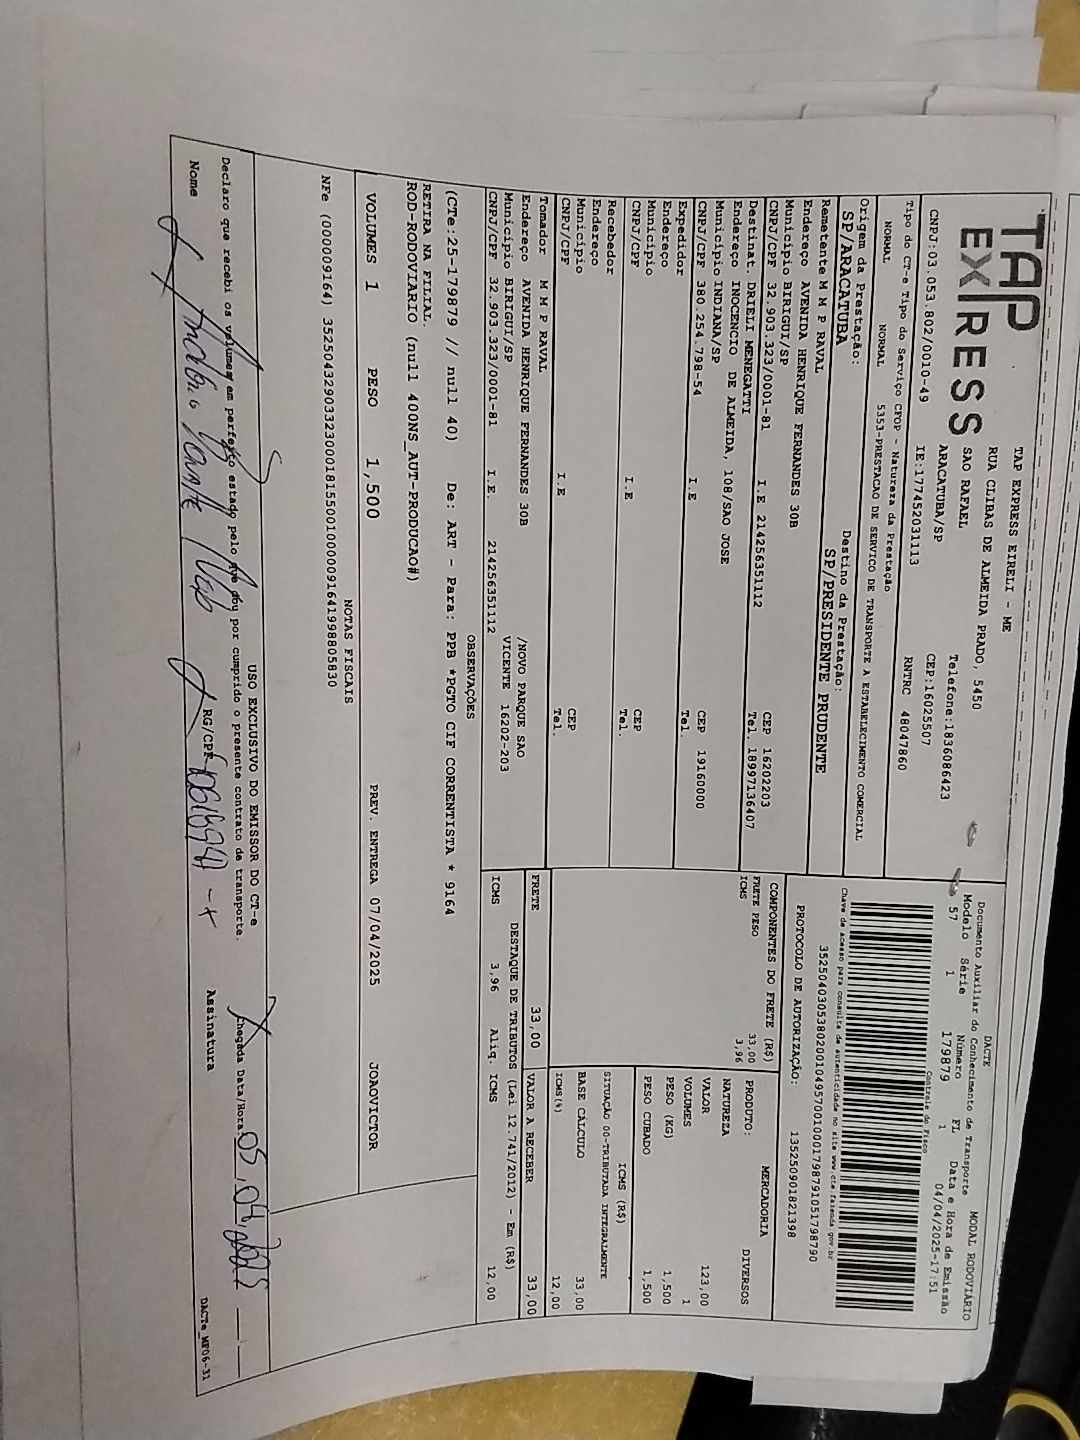 TAP
EXPRESS
TAP EXPRESS EIRELI - ME
RUA CLIBAS DE ALMEIDA PRADO, 5450
SAO RAFAEL
Telefone:1836086423
ARACATUBA/SP
CEP:16025507
CNPJ:03.053.802/0010-49 IE:177452031113 RNTRC 48047860
Tipo do CT-e Tipo do Serviço CFOP - Natureza da Prestação
NORMAL NORMAL 5353-PRESTACAO DE SERVICO DE TRANSPORTE A ESTABELECIMENTO COMERCIAL
Origem da Prestação: Destino da Prestação:
SP/ARACATUBA SP/PRESIDENTE PRUDENTE
Remetente M M P RAVAL
Endereço AVENIDA HENRIQUE FERNANDES 30B
Município BIRIGUI/SP CEP 16202203
CNPJ/CPF 32.903.323/0001-81 I.E 214256351112 Tel. 18997136407
Destinat. DRIELI MENEGATTI
Endereço INOCENCIO DE ALMEIDA, 108/SAO JOSE
Município INDIANA/SP CEP 19160000
CNPJ/CPF 380.254.798-54 I.E
Expedidor
Endereço
Município CEP
CNPJ/CPF I.E Tel.
Recebedor
Endereço
Município CEP
CNPJ/CPF I.E Tel.
Tomador M M P RAVAL
Endereço AVENIDA HENRIQUE FERNANDES 30B /NOVO PARQUE SAO
Município BIRIGUI/SP VICENTE 16202-203
CNPJ/CPF 32.903.323/0001-81 I.E. 214256351112
DACTE MODAL RODOVIÁRIO
Documento Auxiliar do Conhecimento de Transporte
Modelo Série Número FL Data e Hora de Emissão
57 1 179879 1 04/04/2025-17:51
Controle do Fisco
Chave de acesso para consulta de autenticidade no site www.cte.fazenda.gov.br
35250403053802001049570010001798791051798790
PROTOCOLO DE AUTORIZAÇÃO: 135250901821398
COMPONENTES DO FRETE (R$)
FRETE PESO 33,00
ICMS 3,96
PRODUTO: MERCADORIA
NATUREZA DIVERSOS
VALOR 123,00
VOLUMES 1
PESO (KG) 1,500
PESO CUBADO 1,500
ICMS (R$)
SITUAÇÃO 00-TRIBUTADA INTEGRALMENTE
BASE CÁLCULO 33,00
ICMS(%) 12,00
FRETE 33,00 VALOR A RECEBER 33,00
DESTAQUE DE TRIBUTOS (Lei 12.741/2012) - Em (R$)
ICMS 3,96 Aliq. ICMS 12,00
OBSERVAÇÕES
(CTe:25-179879 // null 40) De: ART - Para: PPB *PGTO CIF CORRENTISTA * 9164
RETIRA NA FILIAL.
ROD-RODOVIARIO (null 400NS_AUT-PRODUCAO#)
VOLUMES 1 PESO 1,500 PREV. ENTREGA 07/04/2025 JOAOVICTOR
NOTAS FISCAIS
NFe (000009164) 35250432903323000181550010000091641998805830
USO EXCLUSIVO DO EMISSOR DO CT-e
Declaro que recebi os volumes em perfeito estado pelo que dou por cumprido o presente contrato de transporte. Chegada Data/Hora
Nome RG/CPF Assinatura
DACTe_MF06-31